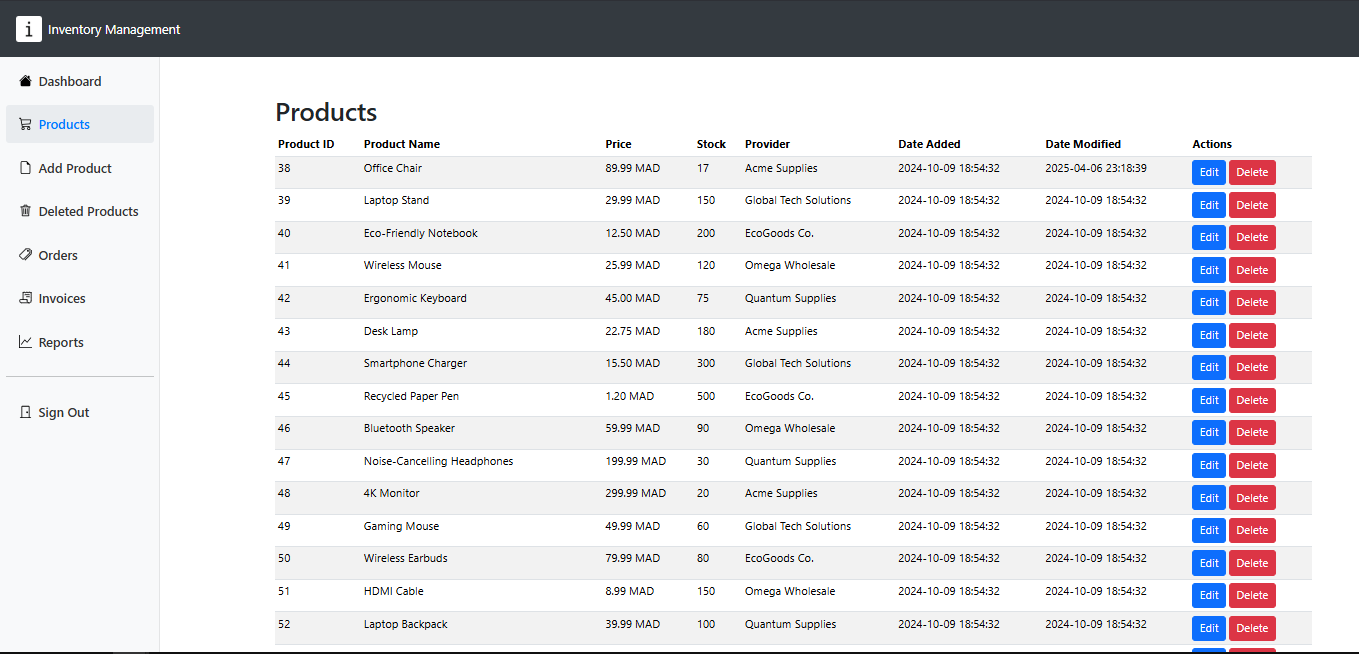 i Inventory Management
Dashboard
Products
Add Product
Deleted Products
Orders
Invoices
Reports
Sign Out
Products
Product ID Product Name Price Stock Provider Date Added Date Modified Actions
38 Office Chair 89.99 MAD 17 Acme Supplies 2024-10-09 18:54:32 2025-04-06 23:18:39 Edit Delete
39 Laptop Stand 29.99 MAD 150 Global Tech Solutions 2024-10-09 18:54:32 2024-10-09 18:54:32 Edit Delete
40 Eco-Friendly Notebook 12.50 MAD 200 EcoGoods Co. 2024-10-09 18:54:32 2024-10-09 18:54:32 Edit Delete
41 Wireless Mouse 25.99 MAD 120 Omega Wholesale 2024-10-09 18:54:32 2024-10-09 18:54:32 Edit Delete
42 Ergonomic Keyboard 45.00 MAD 75 Quantum Supplies 2024-10-09 18:54:32 2024-10-09 18:54:32 Edit Delete
43 Desk Lamp 22.75 MAD 180 Acme Supplies 2024-10-09 18:54:32 2024-10-09 18:54:32 Edit Delete
44 Smartphone Charger 15.50 MAD 300 Global Tech Solutions 2024-10-09 18:54:32 2024-10-09 18:54:32 Edit Delete
45 Recycled Paper Pen 1.20 MAD 500 EcoGoods Co. 2024-10-09 18:54:32 2024-10-09 18:54:32 Edit Delete
46 Bluetooth Speaker 59.99 MAD 90 Omega Wholesale 2024-10-09 18:54:32 2024-10-09 18:54:32 Edit Delete
47 Noise-Cancelling Headphones 199.99 MAD 30 Quantum Supplies 2024-10-09 18:54:32 2024-10-09 18:54:32 Edit Delete
48 4K Monitor 299.99 MAD 20 Acme Supplies 2024-10-09 18:54:32 2024-10-09 18:54:32 Edit Delete
49 Gaming Mouse 49.99 MAD 60 Global Tech Solutions 2024-10-09 18:54:32 2024-10-09 18:54:32 Edit Delete
50 Wireless Earbuds 79.99 MAD 80 EcoGoods Co. 2024-10-09 18:54:32 2024-10-09 18:54:32 Edit Delete
51 HDMI Cable 8.99 MAD 150 Omega Wholesale 2024-10-09 18:54:32 2024-10-09 18:54:32 Edit Delete
52 Laptop Backpack 39.99 MAD 100 Quantum Supplies 2024-10-09 18:54:32 2024-10-09 18:54:32 Edit Delete